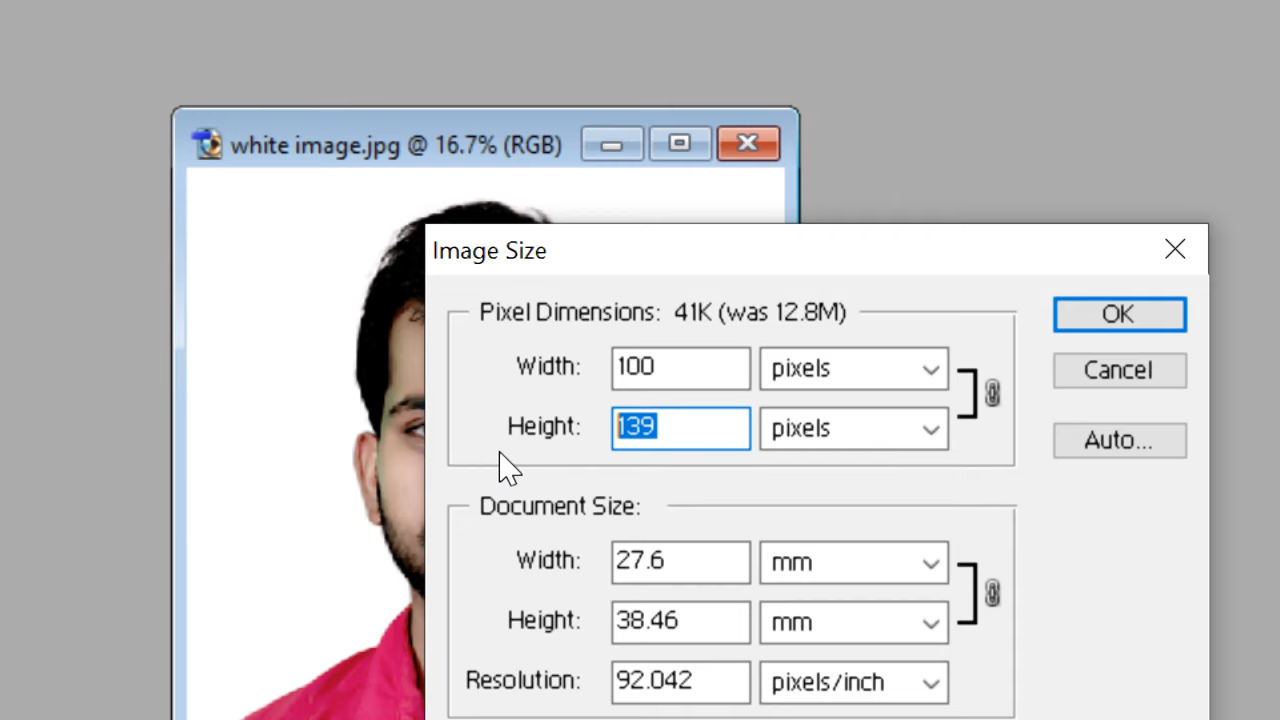 white image.jpg @ 16.7% (RGB)
Image Size
Pixel Dimensions: 41K (was 12.8M)
OK
Width: 100 pixels
Cancel
Height: 139 pixels
Auto...
Document Size:
Width: 27.6 mm
Height: 38.46 mm
Resolution: 92.042 pixels/inch